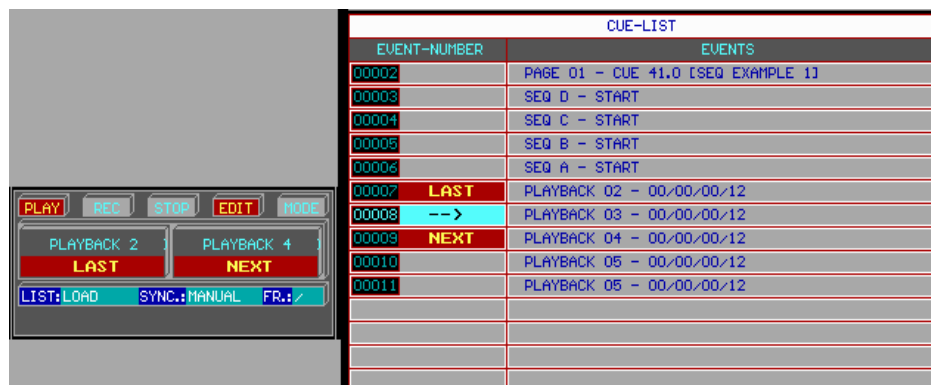 CUE-LIST
EVENT-NUMBER EVENTS
00002 PAGE 01 - CUE 41.0 [SEQ EXAMPLE 1]
00003 SEQ D - START
00004 SEQ C - START
00005 SEQ B - START
00006 SEQ A - START
00007 LAST PLAYBACK 02 - 00/00/00/12
00008 --> PLAYBACK 03 - 00/00/00/12
00009 NEXT PLAYBACK 04 - 00/00/00/12
00010 PLAYBACK 05 - 00/00/00/12
00011 PLAYBACK 05 - 00/00/00/12
PLAY REC STOP EDIT MODE
PLAYBACK 2 ] PLAYBACK 4 ]
LAST NEXT
LIST:LOAD SYNC.:MANUAL FR.:/